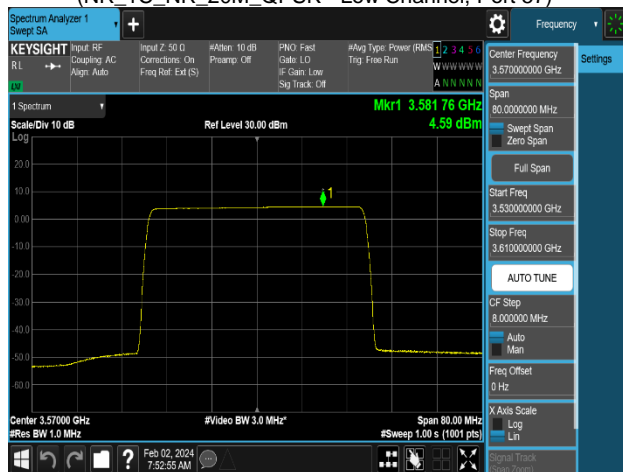 Spectrum Analyzer 1
Swept SA
+
Frequency
KEYSIGHT
RL
Input: RF
Coupling: AC
Align: Auto
Input Z: 50 Ω
Corrections: On
Freq Ref: Ext (S)
#Atten: 10 dB
Preamp: Off
PNO: Fast
Gate: LO
IF Gain: Low
Sig Track: Off
#Avg Type: Power (RMS
Trig: Free Run
1 2 3 4 5 6
W W W W W W
A N N N N N
1 Spectrum
Scale/Div 10 dB
Log
Ref Level 30.00 dBm
Mkr1 3.581 76 GHz
4.59 dBm
1
20.0
10.0
0.00
-10.0
-20.0
-30.0
-40.0
-50.0
-60.0
Center 3.57000 GHz
#Res BW 1.0 MHz
#Video BW 3.0 MHz*
Span 80.00 MHz
#Sweep 1.00 s (1001 pts)
Feb 02, 2024
7:52:55 AM
?
Center Frequency
3.570000000 GHz
Settings
Span
80.0000000 MHz
Swept Span
Zero Span
Full Span
Start Freq
3.530000000 GHz
Stop Freq
3.610000000 GHz
AUTO TUNE
CF Step
8.000000 MHz
Auto
Man
Freq Offset
0 Hz
X Axis Scale
Log
Lin
Signal Track
(Span Zoom)